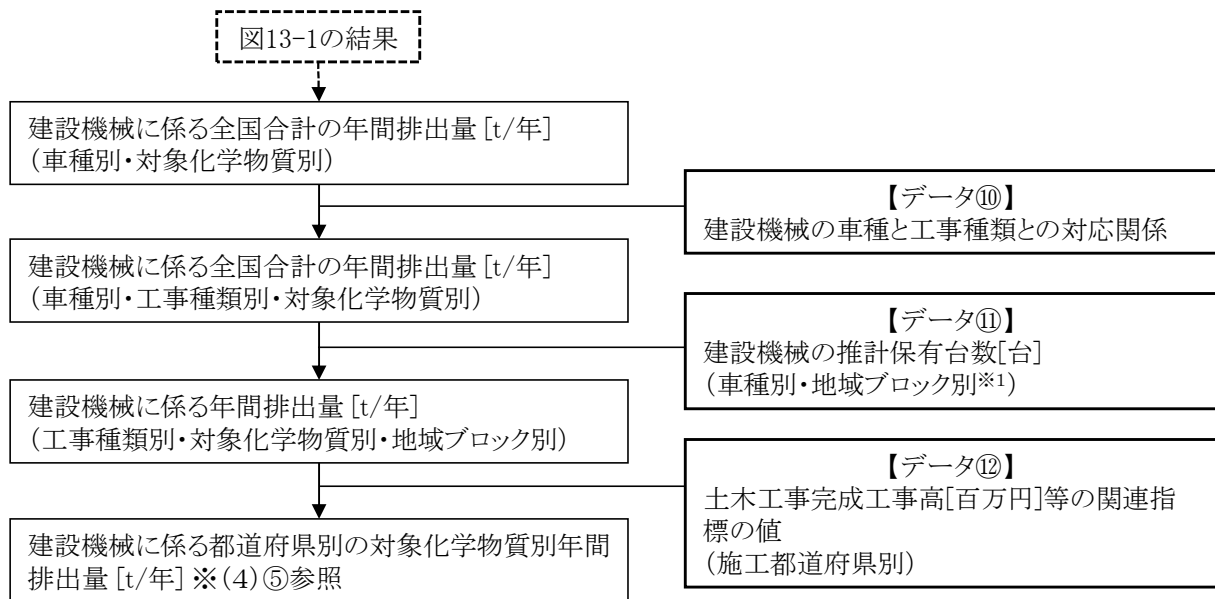 図13-1の結果
建設機械に係る全国合計の年間排出量[t/年]
(車種別・対象化学物質別)
【データ⑩】
建設機械の車種と工事種類との対応関係
建設機械に係る全国合計の年間排出量[t/年]
(車種別・工事種類別・対象化学物質別)
【データ⑪】
建設機械の推計保有台数[台]
(車種別・地域ブロック別※1)
建設機械に係る年間排出量[t/年]
(工事種類別・対象化学物質別・地域ブロック別)
【データ⑫】
土木工事完成工事高[百万円]等の関連指
標の値
(施工都道府県別)
建設機械に係る都道府県別の対象化学物質別年間
排出量[t/年]※(4)⑤参照